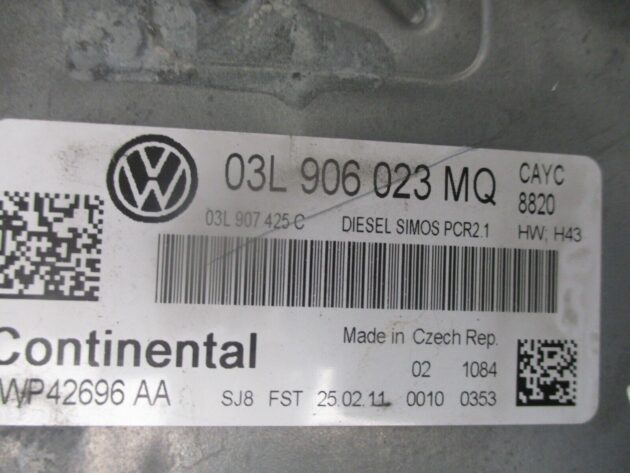 VW
03L 906 023 MQ CAYC
8820
03L 907 425 C DIESEL SIMOS PCR2.1 HW; H43
Continental
Made in Czech Rep.
02 1084
WP42696 AA
SJ8 FST 25.02.11 0010 0353